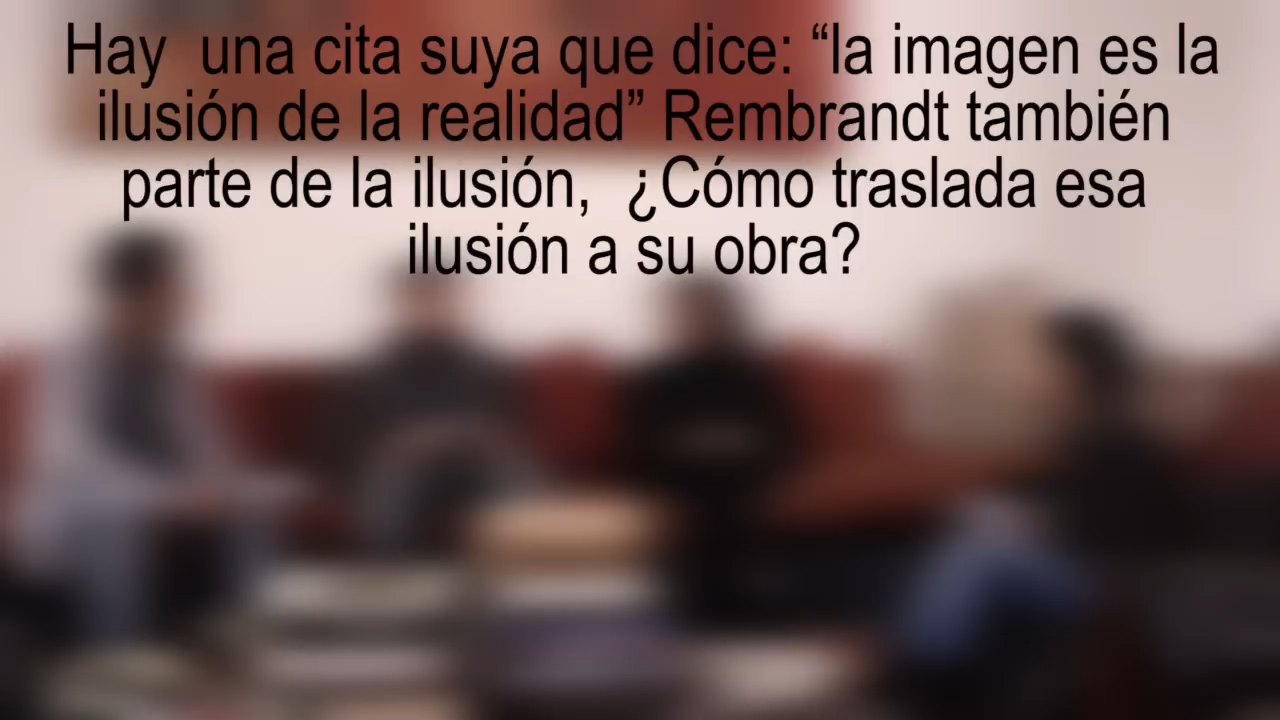 Hay  una cita suya que dice: “la imagen es la
ilusión de la realidad” Rembrandt también
parte de la ilusión,  ¿Cómo traslada esa
ilusión a su obra?